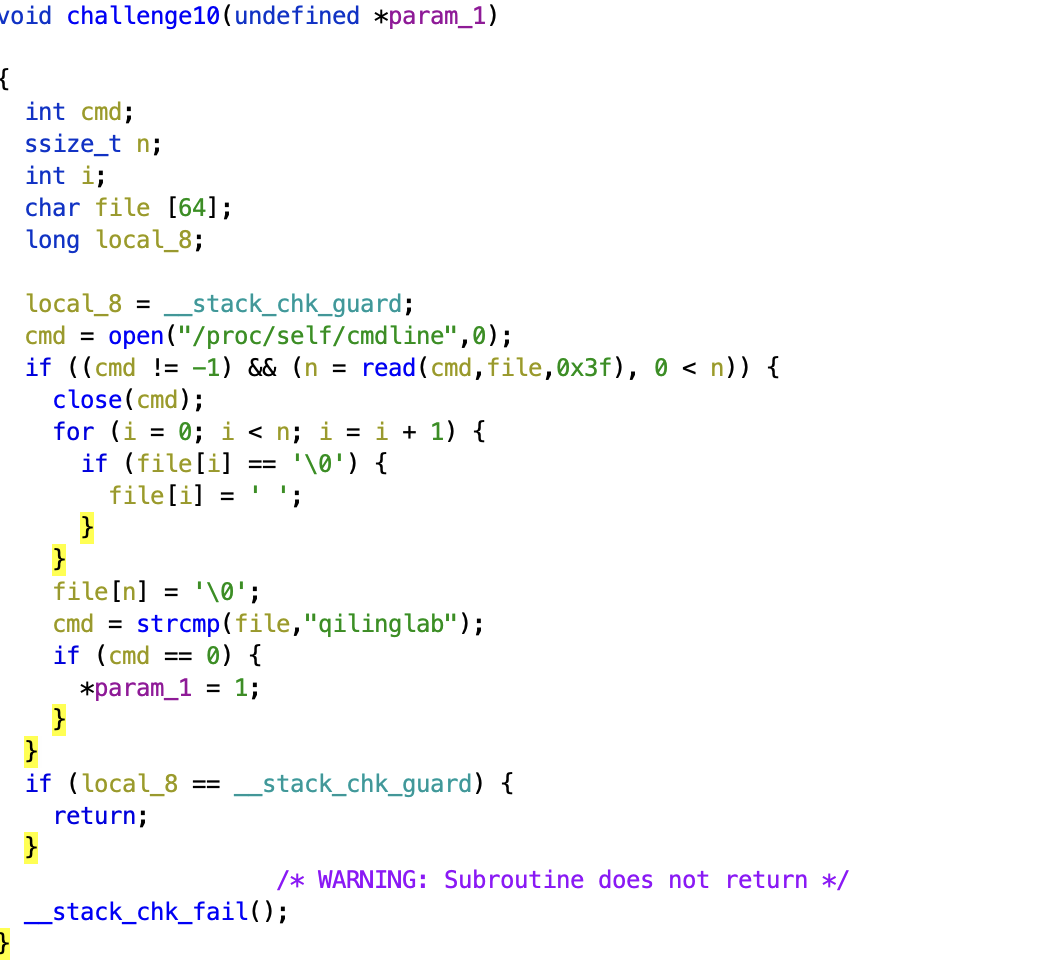 void challenge10(undefined *param_1)
{
int cmd;
ssize_t n;
int i;
char file [64];
long local_8;
local_8 = __stack_chk_guard;
cmd = open("/proc/self/cmdline",0);
if ((cmd != -1) && (n = read(cmd,file,0x3f), 0 < n)) {
close(cmd);
for (i = 0; i < n; i = i + 1) {
if (file[i] == '\0') {
file[i] = ' ';
}
}
file[n] = '\0';
cmd = strcmp(file,"qilinglab");
if (cmd == 0) {
*param_1 = 1;
}
}
if (local_8 == __stack_chk_guard) {
return;
}
/* WARNING: Subroutine does not return */
__stack_chk_fail();
}